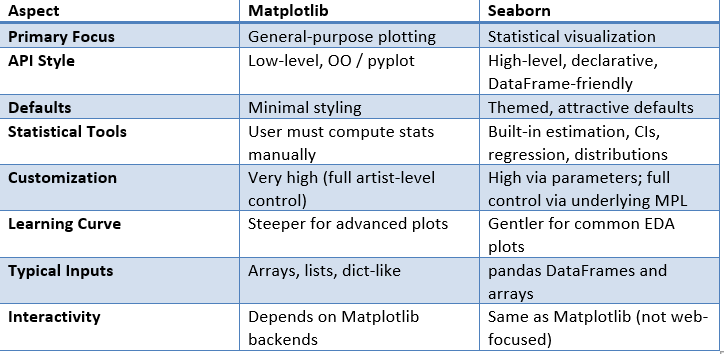 Aspect Matplotlib Seaborn
Primary Focus General-purpose plotting Statistical visualization
API Style Low-level, OO / pyplot High-level, declarative,
DataFrame-friendly
Defaults Minimal styling Themed, attractive defaults
Statistical Tools User must compute stats Built-in estimation, CIs,
manually regression, distributions
Customization Very high (full artist-level High via parameters; full
control) control via underlying MPL
Learning Curve Steeper for advanced plots Gentler for common EDA
plots
Typical Inputs Arrays, lists, dict-like pandas DataFrames and
arrays
Interactivity Depends on Matplotlib Same as Matplotlib (not web-
backends focused)